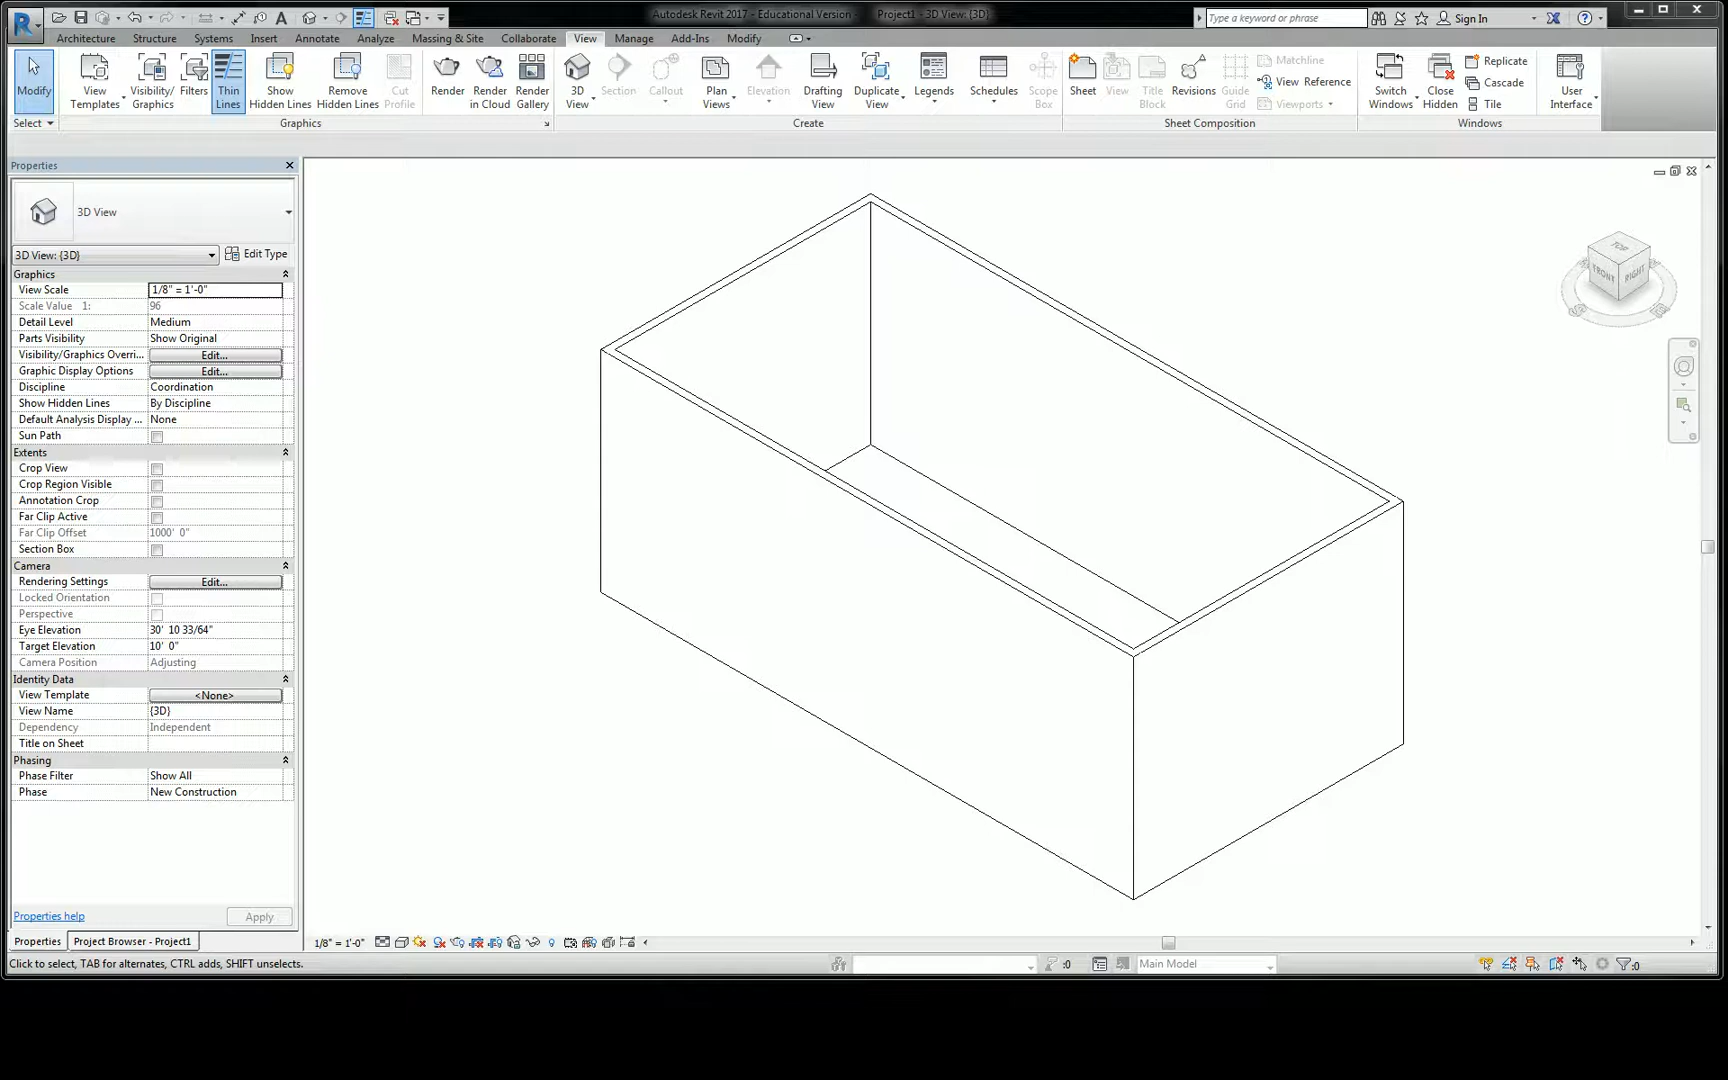 Autodesk Revit 2017 - Educational Version - Project1 - 3D View: {3D}
Type a keyword or phrase
Sign In
Architecture Structure Systems Insert Annotate Analyze Massing & Site Collaborate View Manage Add-Ins Modify
Modify
View Templates
Visibility/ Graphics
Filters
Thin Lines
Show Hidden Lines
Remove Hidden Lines
Cut Profile
Render
Render in Cloud
Render Gallery
3D View
Section
Callout
Plan Views
Elevation
Drafting View
Duplicate View
Legends
Schedules
Scope Box
Sheet
View
Title Block
Revisions
Guide Grid
Matchline
View Reference
Viewports
Switch Windows
Close Hidden
Replicate
Cascade
Tile
User Interface
Select
Graphics
Create
Sheet Composition
Windows
Properties
3D View
3D View: {3D}
Edit Type
Graphics
View Scale 1/8" = 1'-0"
Scale Value 1: 96
Detail Level Medium
Parts Visibility Show Original
Visibility/Graphics Overri... Edit...
Graphic Display Options Edit...
Discipline Coordination
Show Hidden Lines By Discipline
Default Analysis Display ... None
Sun Path
Extents
Crop View
Crop Region Visible
Annotation Crop
Far Clip Active
Far Clip Offset 1000' 0"
Section Box
Camera
Rendering Settings Edit...
Locked Orientation
Perspective
Eye Elevation 30' 10 33/64"
Target Elevation 10' 0"
Camera Position Adjusting
Identity Data
View Template <None>
View Name {3D}
Dependency Independent
Title on Sheet
Phasing
Phase Filter Show All
Phase New Construction
Properties help
Apply
Properties
Project Browser - Project1
TOP
FRONT
RIGHT
1/8" = 1'-0"
Click to select, TAB for alternates, CTRL adds, SHIFT unselects.
:0
Main Model
:0